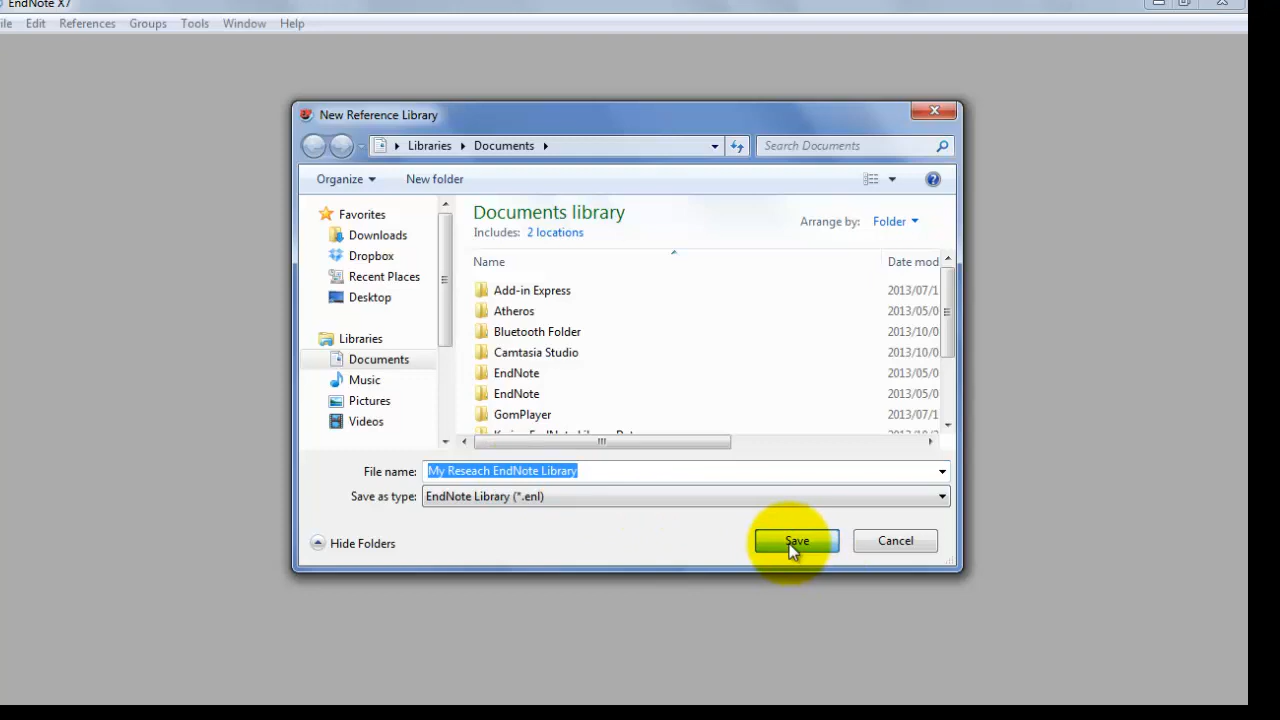 EndNote X7
ile Edit References Groups Tools Window Help
New Reference Library
Libraries Documents Search Documents
Organize New folder
Favorites
Downloads
Dropbox
Recent Places
Desktop
Libraries
Documents
Music
Pictures
Videos
Documents library
Includes: 2 locations
Arrange by: Folder
Name Date mod
Add-in Express 2013/07/1
Atheros 2013/05/0
Bluetooth Folder 2013/10/0
Camtasia Studio 2013/10/0
EndNote 2013/05/0
EndNote 2013/05/0
GomPlayer 2013/07/1
File name: My Reseach EndNote Library
Save as type: EndNote Library (*.enl)
Hide Folders Save Cancel